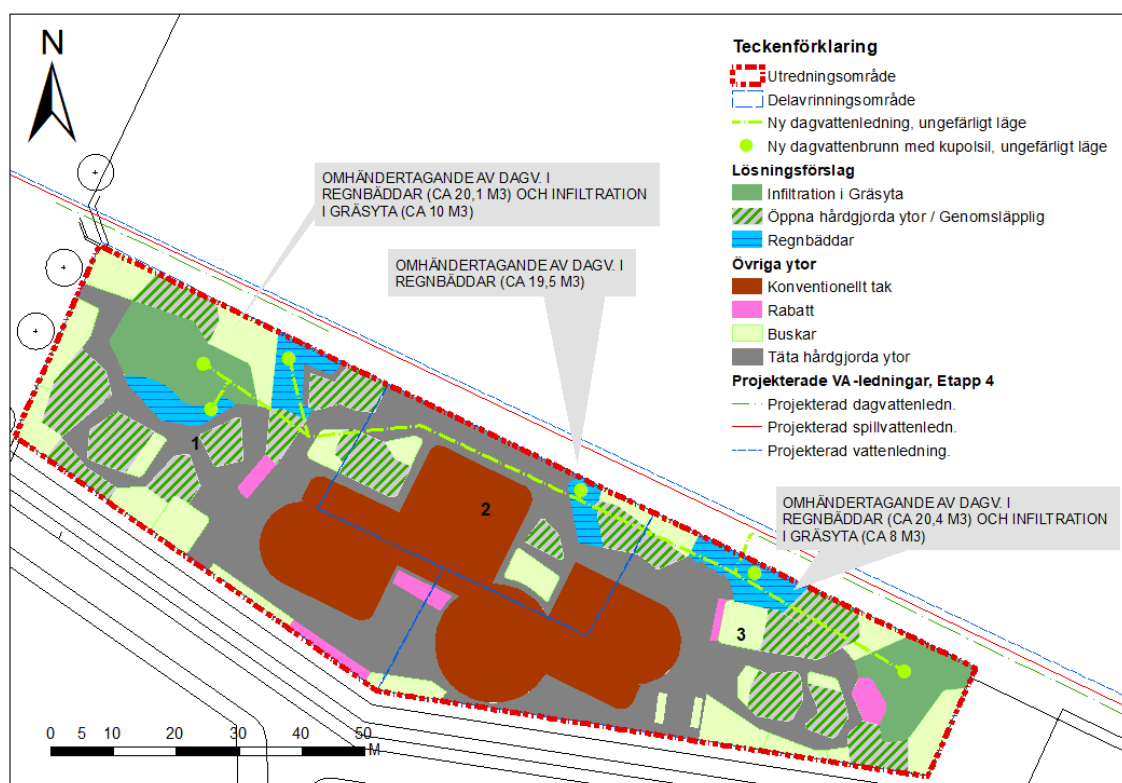 N
OMHÄNDERTAGANDE AV DAGV. I
REGNBÄDDAR (CA 20,1 M3) OCH INFILTRATION
I GRÄSYTA (CA 10 M3)
OMHÄNDERTAGANDE AV DAGV. I
REGNBÄDDAR (CA 19,5 M3)
Teckenförklaring
Utredningsområde
Delavrinningsområde
Ny dagvattenledning, ungefärligt läge
Ny dagvattenbrunn med kupolsil, ungefärligt läge
Lösningsförslag
Infiltration i Gräsyta
Öppna hårdgjorda ytor / Genomsläpplig
Regnbäddar
Övriga ytor
Konventionellt tak
Rabatt
Buskar
Täta hårdgjorda ytor
Projekterade VA-ledningar, Etapp 4
Projekterad dagvattenledn.
Projekterad spillvattenledn.
Projekterad vattenledning.
OMHÄNDERTAGANDE AV DAGV. I
REGNBÄDDAR (CA 20,4 M3) OCH INFILTRATION
I GRÄSYTA (CA 8 M3)
1
2
3
0 5 10 20 30 40 50
M